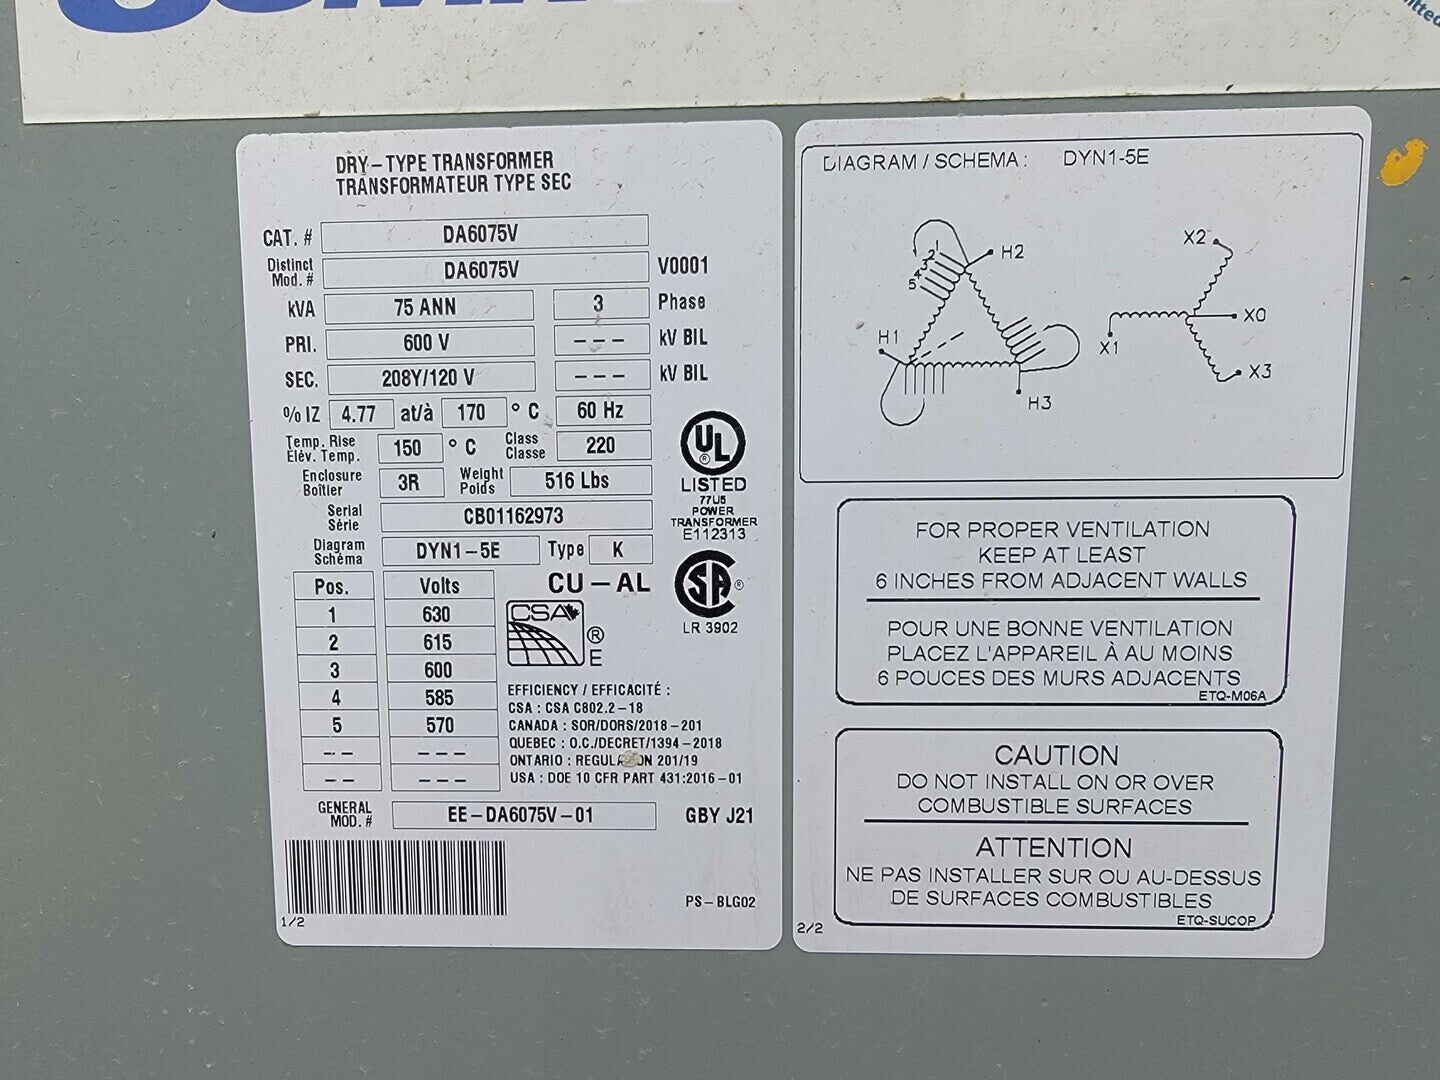 DRY-TYPE TRANSFORMER
TRANSFORMATEUR TYPE SEC
CAT. # DA6075V
Distinct Mod. # DA6075V V0001
kVA 75 ANN 3 Phase
PRI. 600 V --- kV BIL
SEC. 208Y/120 V --- kV BIL
% IZ 4.77 at/à 170 °C 60 Hz
Temp. Rise
Élév. Temp. 150 °C Class
Classe 220
Enclosure
Boîtier 3R Weight
Poids 516 Lbs
Serial
Série CB01162973
Diagram
Schéma DYN1-5E Type K
Pos. Volts
1 630
2 615
3 600
4 585
5 570
-- ---
-- ---
CU-AL
UL ®
LISTED
77U5
POWER
TRANSFORMER
E112313
SA ®
LR 3902
CSA
®
E
EFFICIENCY / EFFICACITÉ :
CSA : CSA C802.2-18
CANADA : SOR/DORS/2018-201
QUEBEC : O.C./DECRET/1394-2018
ONTARIO : REGULATION 201/19
USA : DOE 10 CFR PART 431:2016-01
GENERAL
MOD. # EE-DA6075V-01 GBY J21
PS-BLG02
1/2
DIAGRAM / SCHEMA : DYN1-5E
1
2
3
4
5
H2
H1
H3
X2
X0
X1
X3
FOR PROPER VENTILATION
KEEP AT LEAST
6 INCHES FROM ADJACENT WALLS
POUR UNE BONNE VENTILATION
PLACEZ L'APPAREIL À AU MOINS
6 POUCES DES MURS ADJACENTS
ETQ-M06A
CAUTION
DO NOT INSTALL ON OR OVER
COMBUSTIBLE SURFACES
ATTENTION
NE PAS INSTALLER SUR OU AU-DESSUS
DE SURFACES COMBUSTIBLES
ETQ-SUCOP
2/2